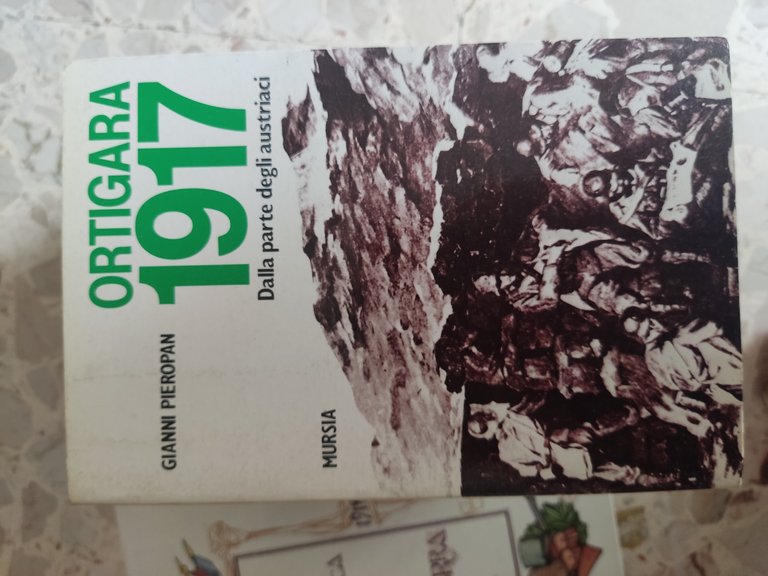 GIANNI PIEROPAN
ORTIGARA
1917
Dalla parte degli austriaci
MURSIA